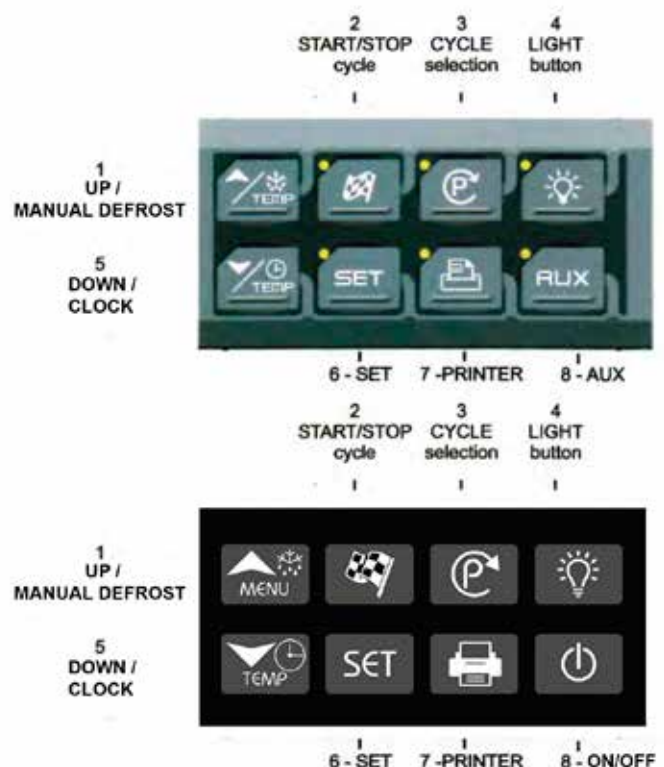 2 3 4
START/STOP CYCLE LIGHT
cycle selection button
1
UP /
MANUAL DEFROST
TEMP P
5
DOWN /
CLOCK
TEMP SET AUX
6 - SET 7 -PRINTER 8 - AUX
2 3 4
START/STOP CYCLE LIGHT
cycle selection button
1
UP /
MANUAL DEFROST
MENU P
5
DOWN /
CLOCK
TEMP SET
6 - SET 7 -PRINTER 8 - ON/OFF